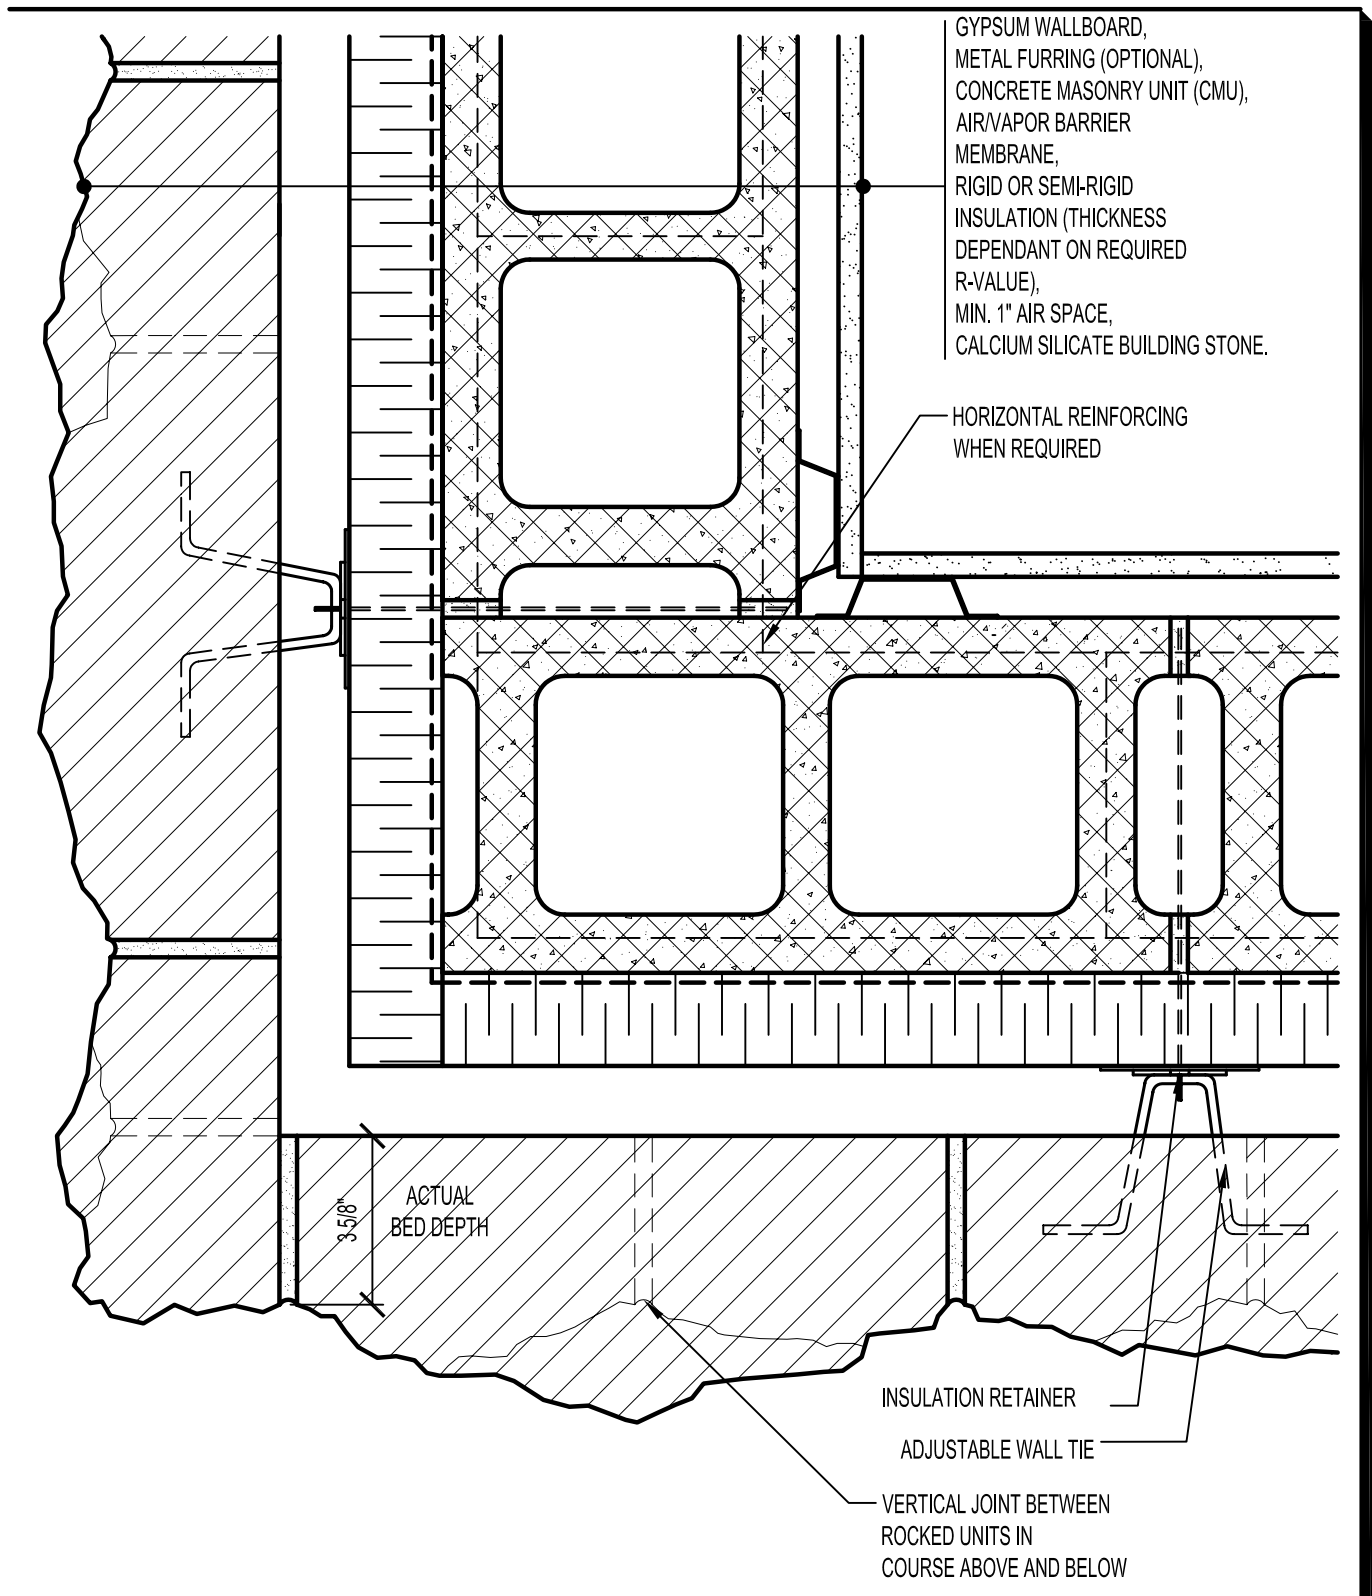 GYPSUM WALLBOARD,
METAL FURRING (OPTIONAL),
CONCRETE MASONRY UNIT (CMU),
AIR/VAPOR BARRIER
MEMBRANE,
RIGID OR SEMI-RIGID
INSULATION (THICKNESS
DEPENDANT ON REQUIRED
R-VALUE),
MIN. 1" AIR SPACE,
CALCIUM SILICATE BUILDING STONE.
HORIZONTAL REINFORCING
WHEN REQUIRED
3 5/8"
ACTUAL
BED DEPTH
INSULATION RETAINER
ADJUSTABLE WALL TIE
VERTICAL JOINT BETWEEN
ROCKED UNITS IN
COURSE ABOVE AND BELOW